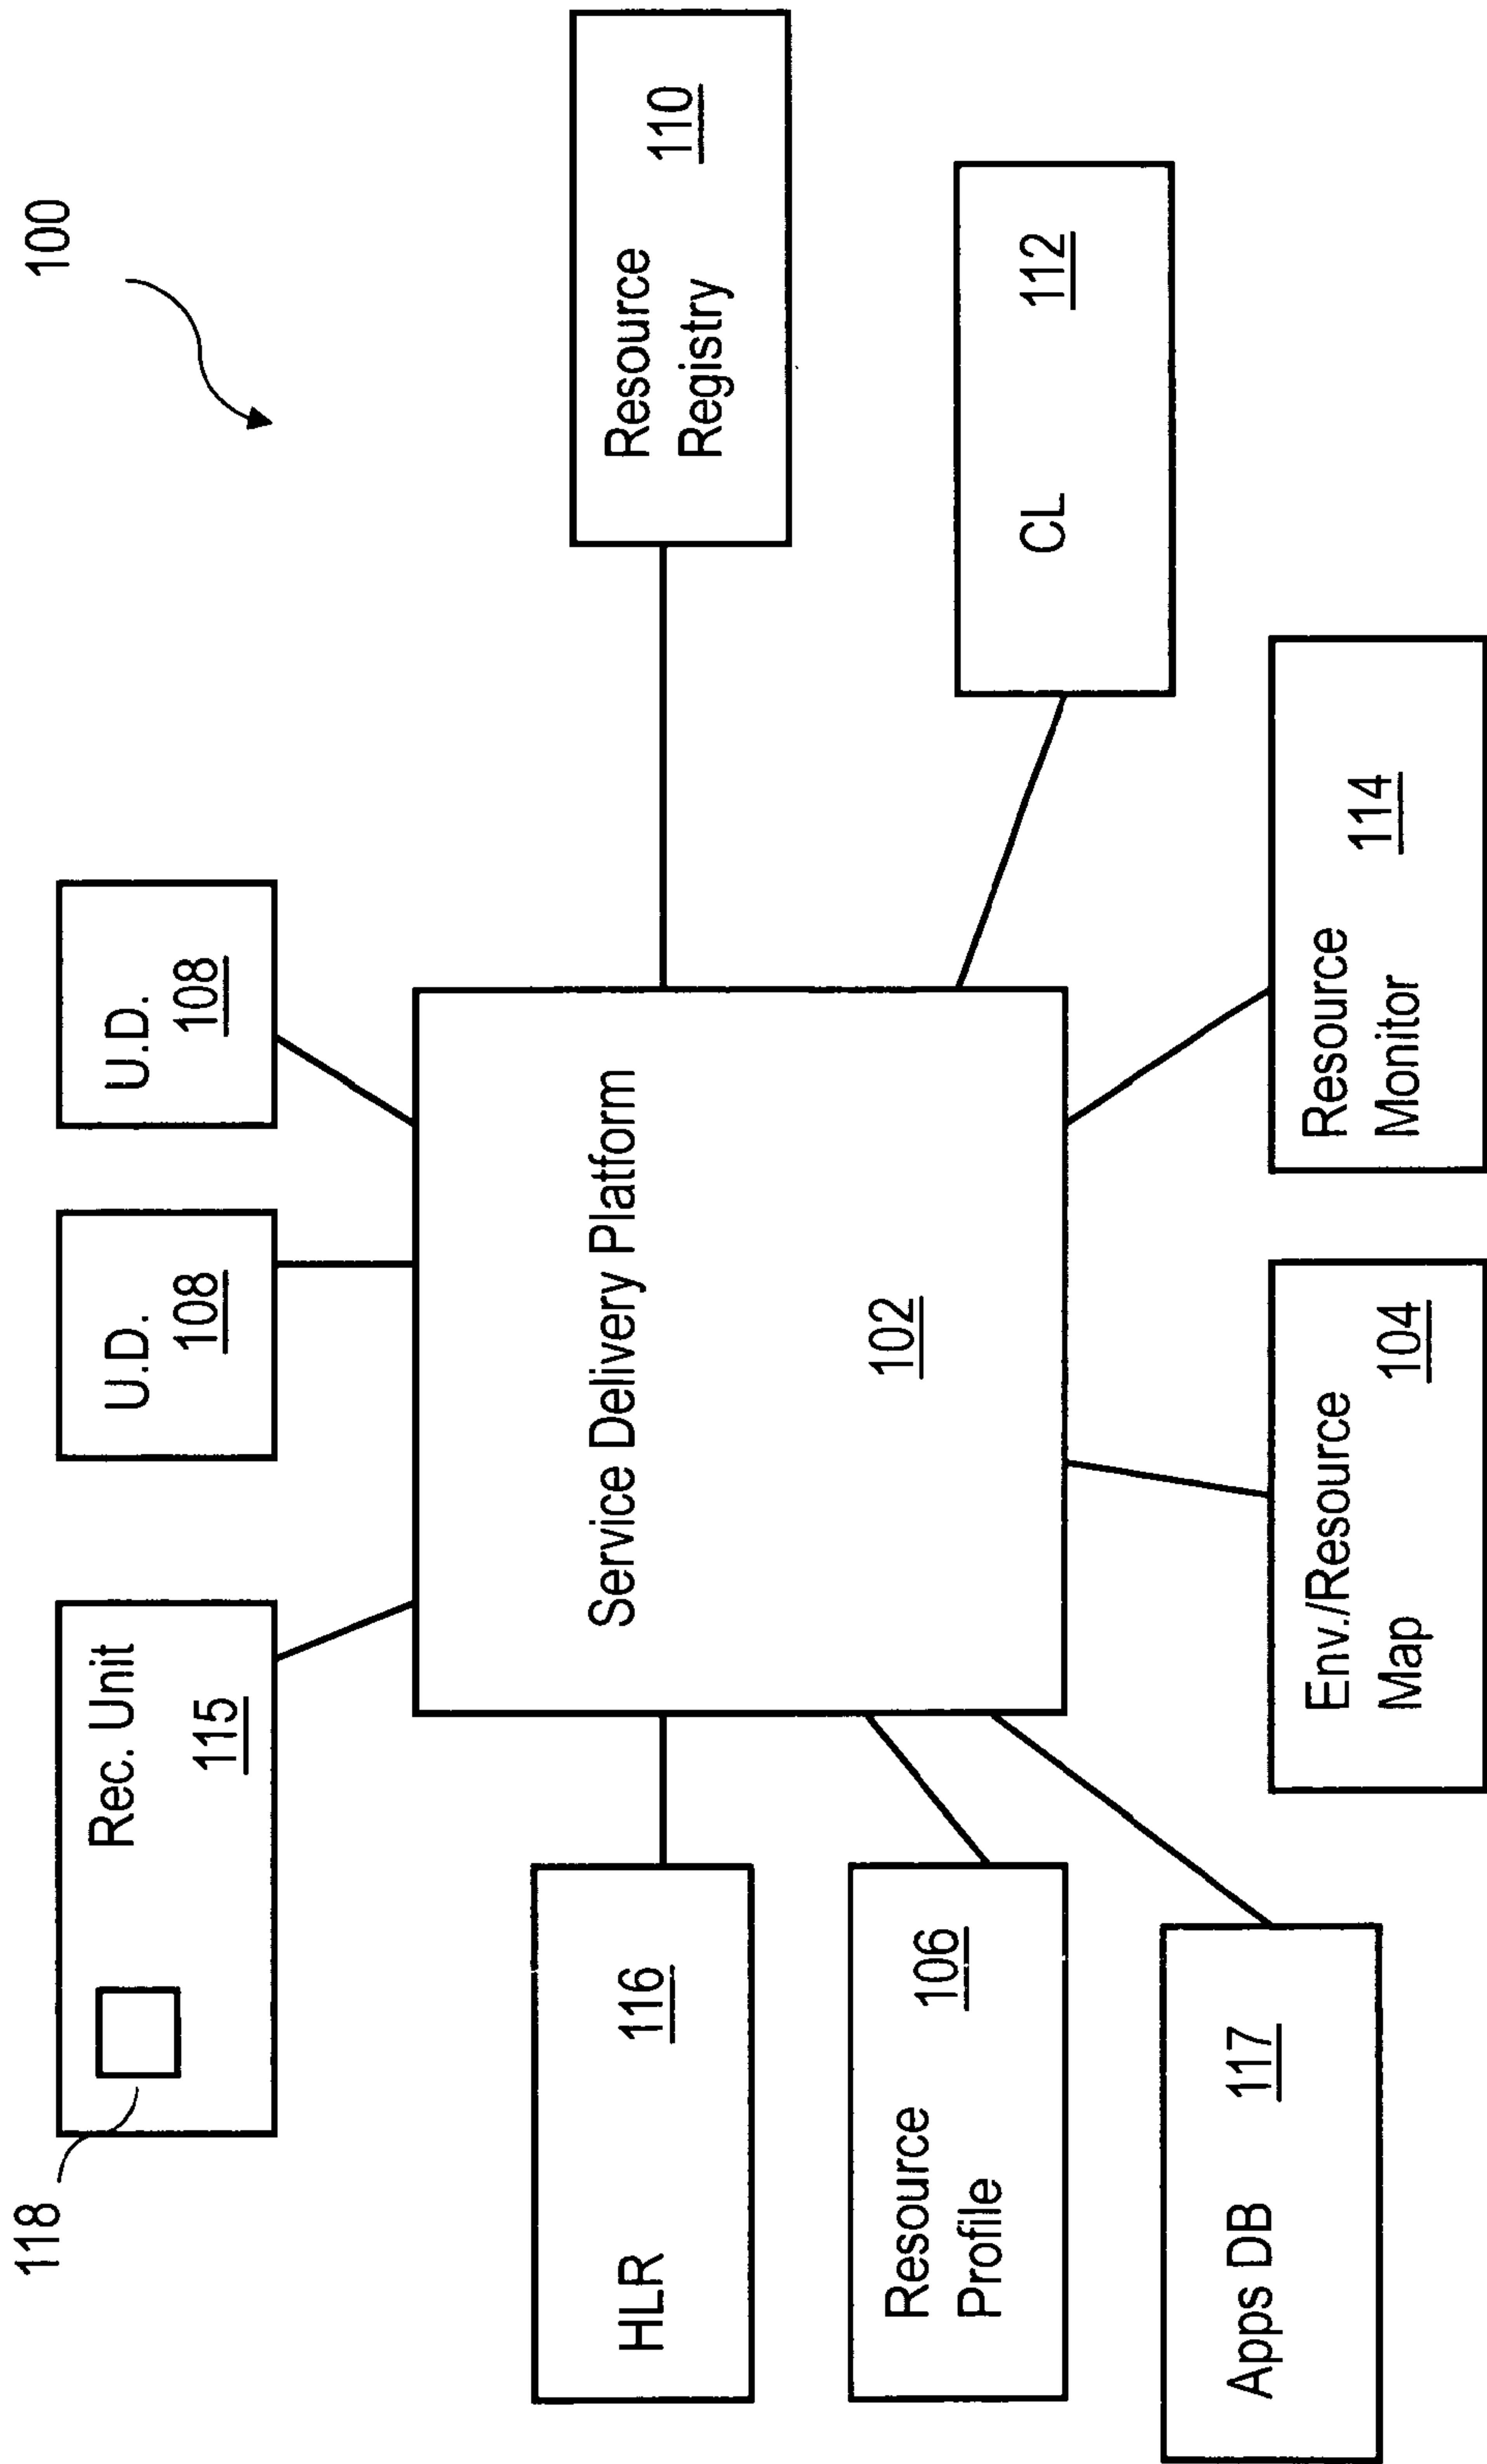 100
118
Rec. Unit
115
U.D.
108
U.D.
108
HLR
116
Service Delivery Platform
102
Resource
Registry
110
Resource
Profile
106
CL
112
Apps DB
117
Env./Resource
Map
104
Resource
Monitor
114